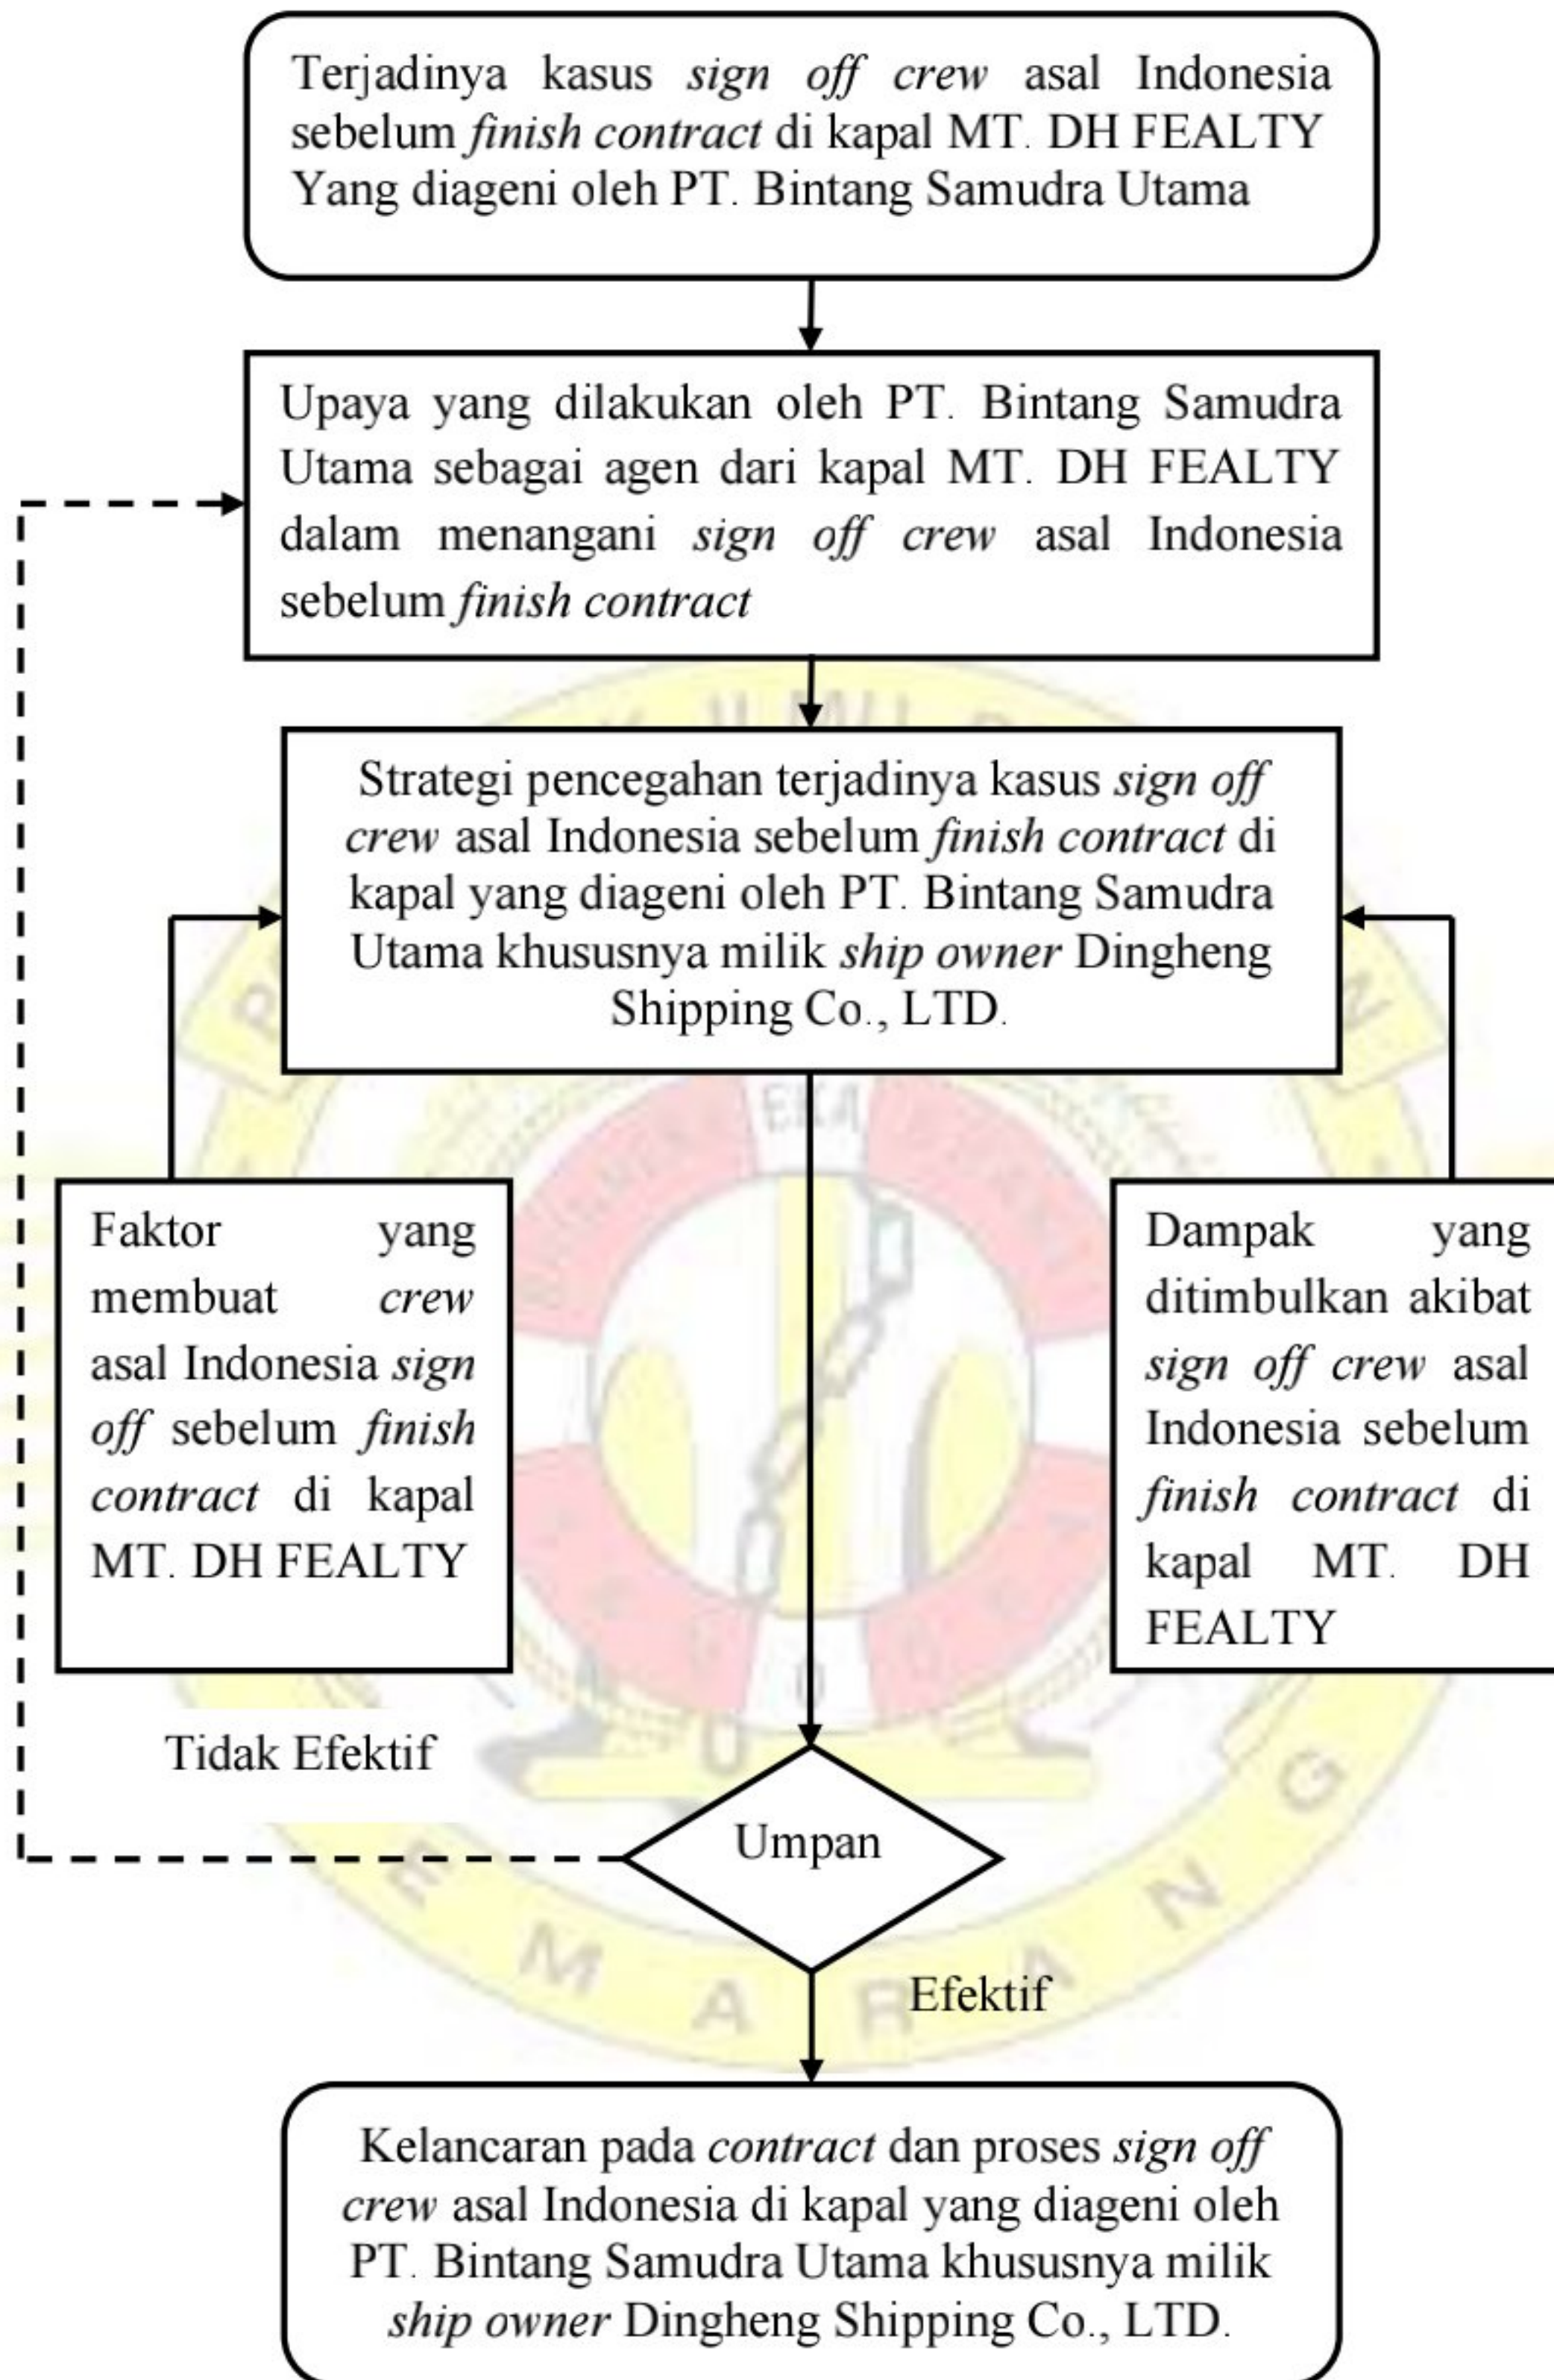 Terjadinya kasus sign off crew asal Indonesia
sebelum finish contract di kapal MT. DH FEALTY
Yang diageni oleh PT. Bintang Samudra Utama
Upaya yang dilakukan oleh PT. Bintang Samudra
Utama sebagai agen dari kapal MT. DH FEALTY
dalam menangani sign off crew asal Indonesia
sebelum finish contract
Strategi pencegahan terjadinya kasus sign off
crew asal Indonesia sebelum finish contract di
kapal yang diageni oleh PT. Bintang Samudra
Utama khususnya milik ship owner Dingheng
Shipping Co., LTD.
EKA
Faktor yang
membuat crew
asal Indonesia sign
off sebelum finish
contract di kapal
MT. DH FEALTY
Dampak yang
ditimbulkan akibat
sign off crew asal
Indonesia sebelum
finish contract di
kapal MT. DH
FEALTY
Tidak Efektif
Umpan
Efektif
EMARANG
Kelancaran pada contract dan proses sign off
crew asal Indonesia di kapal yang diageni oleh
PT. Bintang Samudra Utama khususnya milik
ship owner Dingheng Shipping Co., LTD.